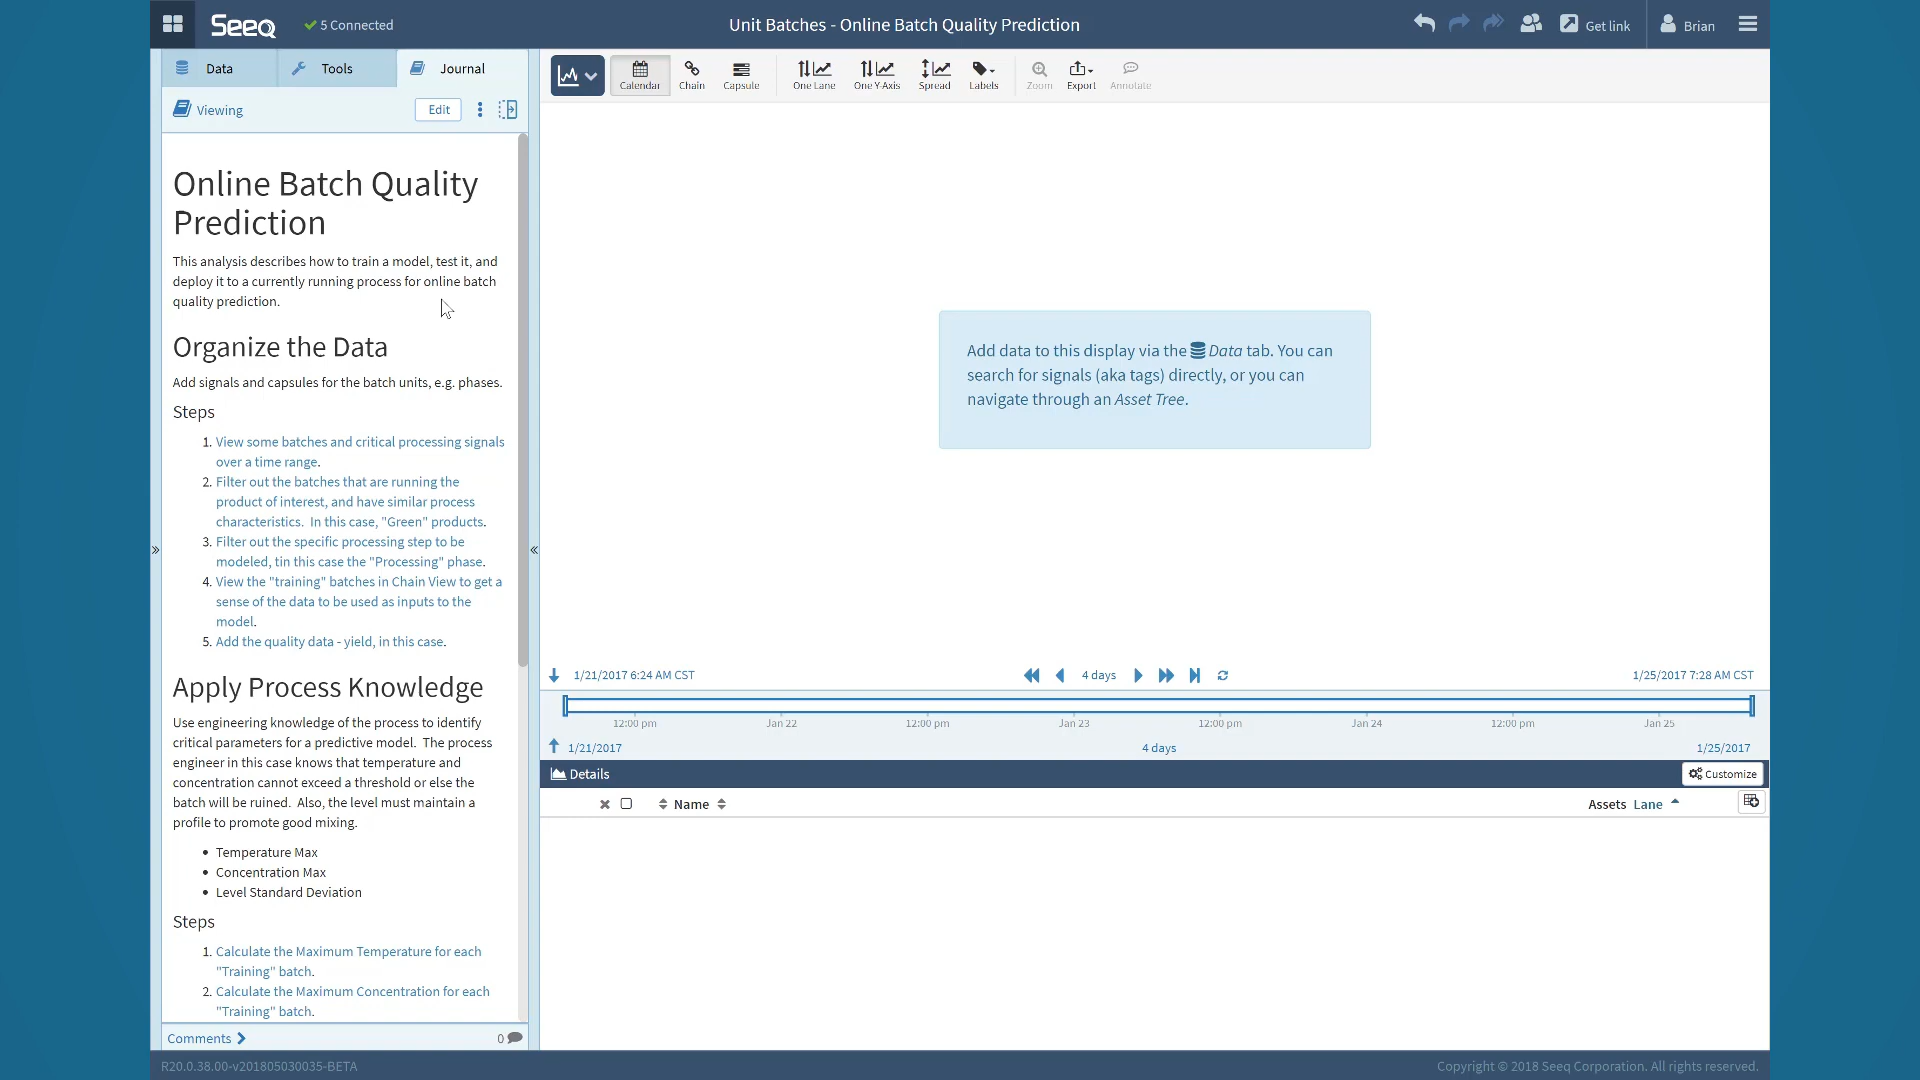 Seeq
5 Connected
Unit Batches - Online Batch Quality Prediction
Get link
Brian
Data
Tools
Journal
Calendar
Chain
Capsule
One Lane
One Y-Axis
Spread
Labels
Zoom
Export
Annotate
Viewing
Edit
Online Batch Quality
Prediction
This analysis describes how to train a model, test it, and
deploy it to a currently running process for online batch
quality prediction.
Organize the Data
Add signals and capsules for the batch units, e.g. phases.
Steps
1. View some batches and critical processing signals
over a time range.
2. Filter out the batches that are running the
product of interest, and have similar process
characteristics. In this case, "Green" products.
3. Filter out the specific processing step to be
modeled, tin this case the "Processing" phase.
4. View the "training" batches in Chain View to get a
sense of the data to be used as inputs to the
model.
5. Add the quality data - yield, in this case.
Apply Process Knowledge
Use engineering knowledge of the process to identify
critical parameters for a predictive model. The process
engineer in this case knows that temperature and
concentration cannot exceed a threshold or else the
batch will be ruined. Also, the level must maintain a
profile to promote good mixing.
• Temperature Max
• Concentration Max
• Level Standard Deviation
Steps
1. Calculate the Maximum Temperature for each
"Training" batch.
2. Calculate the Maximum Concentration for each
"Training" batch.
Comments
0
Add data to this display via the Data tab. You can
search for signals (aka tags) directly, or you can
navigate through an Asset Tree.
1/21/2017 6:24 AM CST
4 days
1/25/2017 7:28 AM CST
12:00 pm
Jan 22
12:00 pm
Jan 23
12:00 pm
Jan 24
12:00 pm
Jan 25
1/21/2017
4 days
1/25/2017
Details
Customize
Name
Assets
Lane
R20.0.38.00-v201805030035-BETA
Copyright © 2018 Seeq Corporation. All rights reserved.